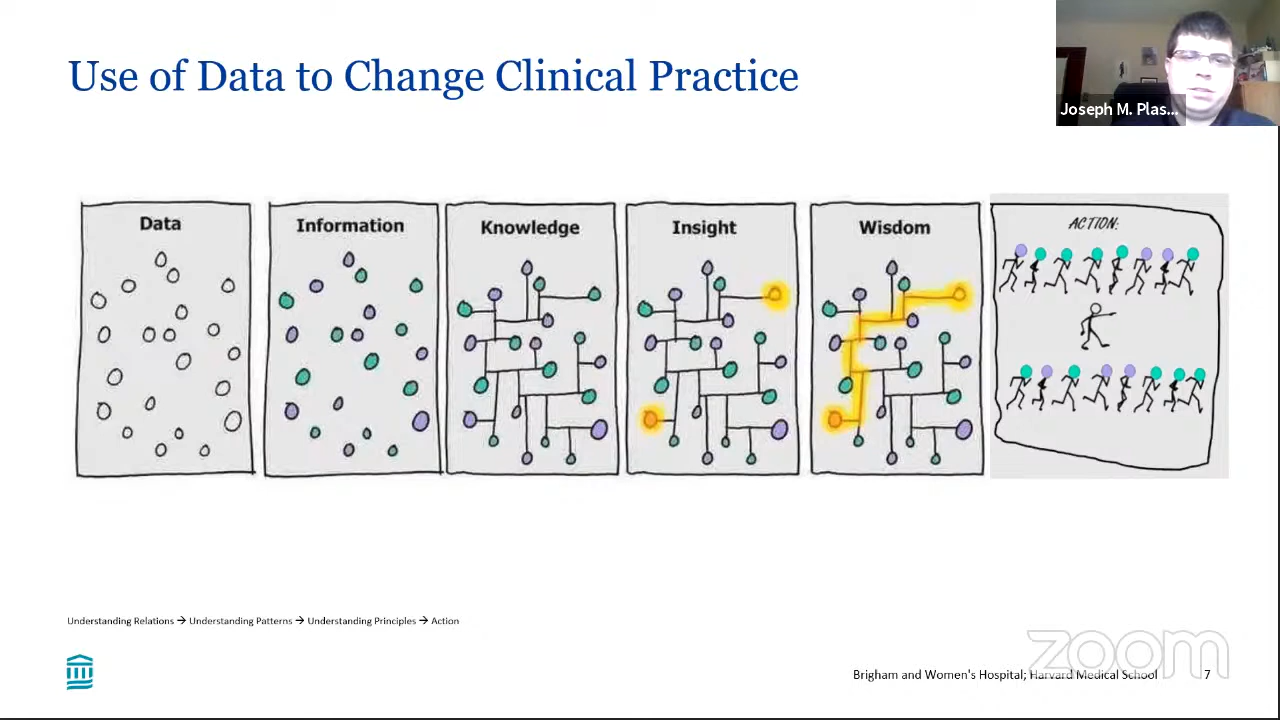 Use of Data to Change Clinical Practice
Joseph M. Plas...
Data
Information
Knowledge
Insight
Wisdom
ACTION:
Understanding Relations → Understanding Patterns → Understanding Principles → Action
zoom
Brigham and Women's Hospital; Harvard Medical School
7